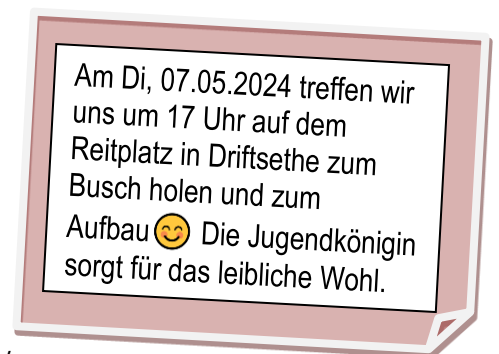 Am Di, 07.05.2024 treffen wir
uns um 17 Uhr auf dem
Reitplatz in Driftsethe zum
Busch holen und zum
Aufbau😊 Die Jugendkönigin
sorgt für das leibliche Wohl.